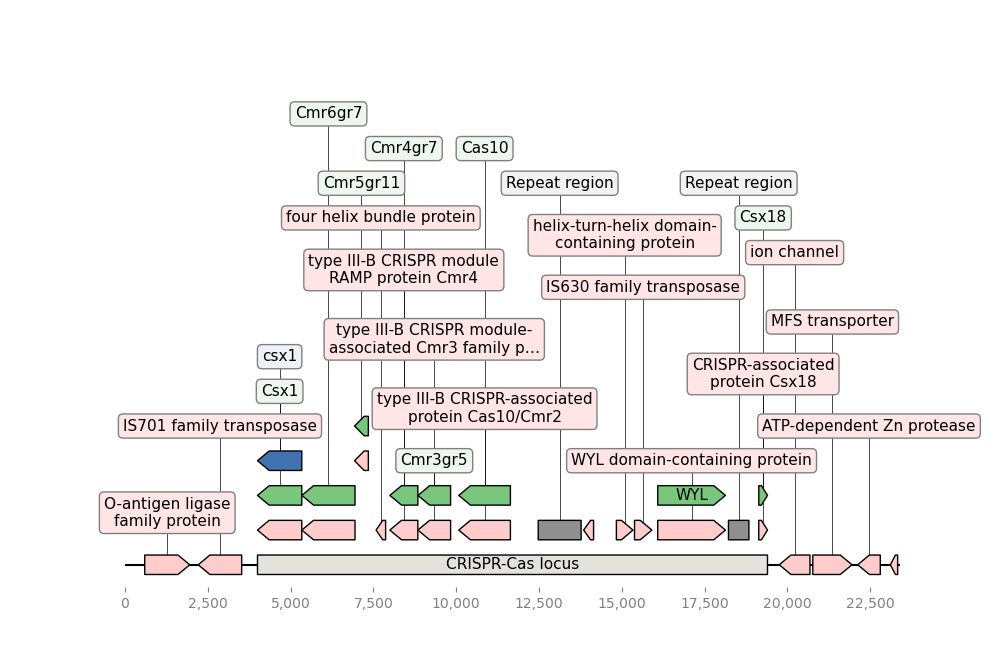 Cmr6gr7
Cmr4gr7
Cas10
Cmr5gr11
Repeat region
Repeat region
four helix bundle protein
Csx18
helix-turn-helix domain-
containing protein
ion channel
type III-B CRISPR module
RAMP protein Cmr4
IS630 family transposase
MFS transporter
type III-B CRISPR module-
associated Cmr3 family p…
csx1
CRISPR-associated
protein Csx18
Csx1
type III-B CRISPR-associated
protein Cas10/Cmr2
IS701 family transposase
ATP-dependent Zn protease
Cmr3gr5
WYL domain-containing protein
WYL
O-antigen ligase
family protein
CRISPR-Cas locus
0
2,500
5,000
7,500
10,000
12,500
15,000
17,500
20,000
22,500